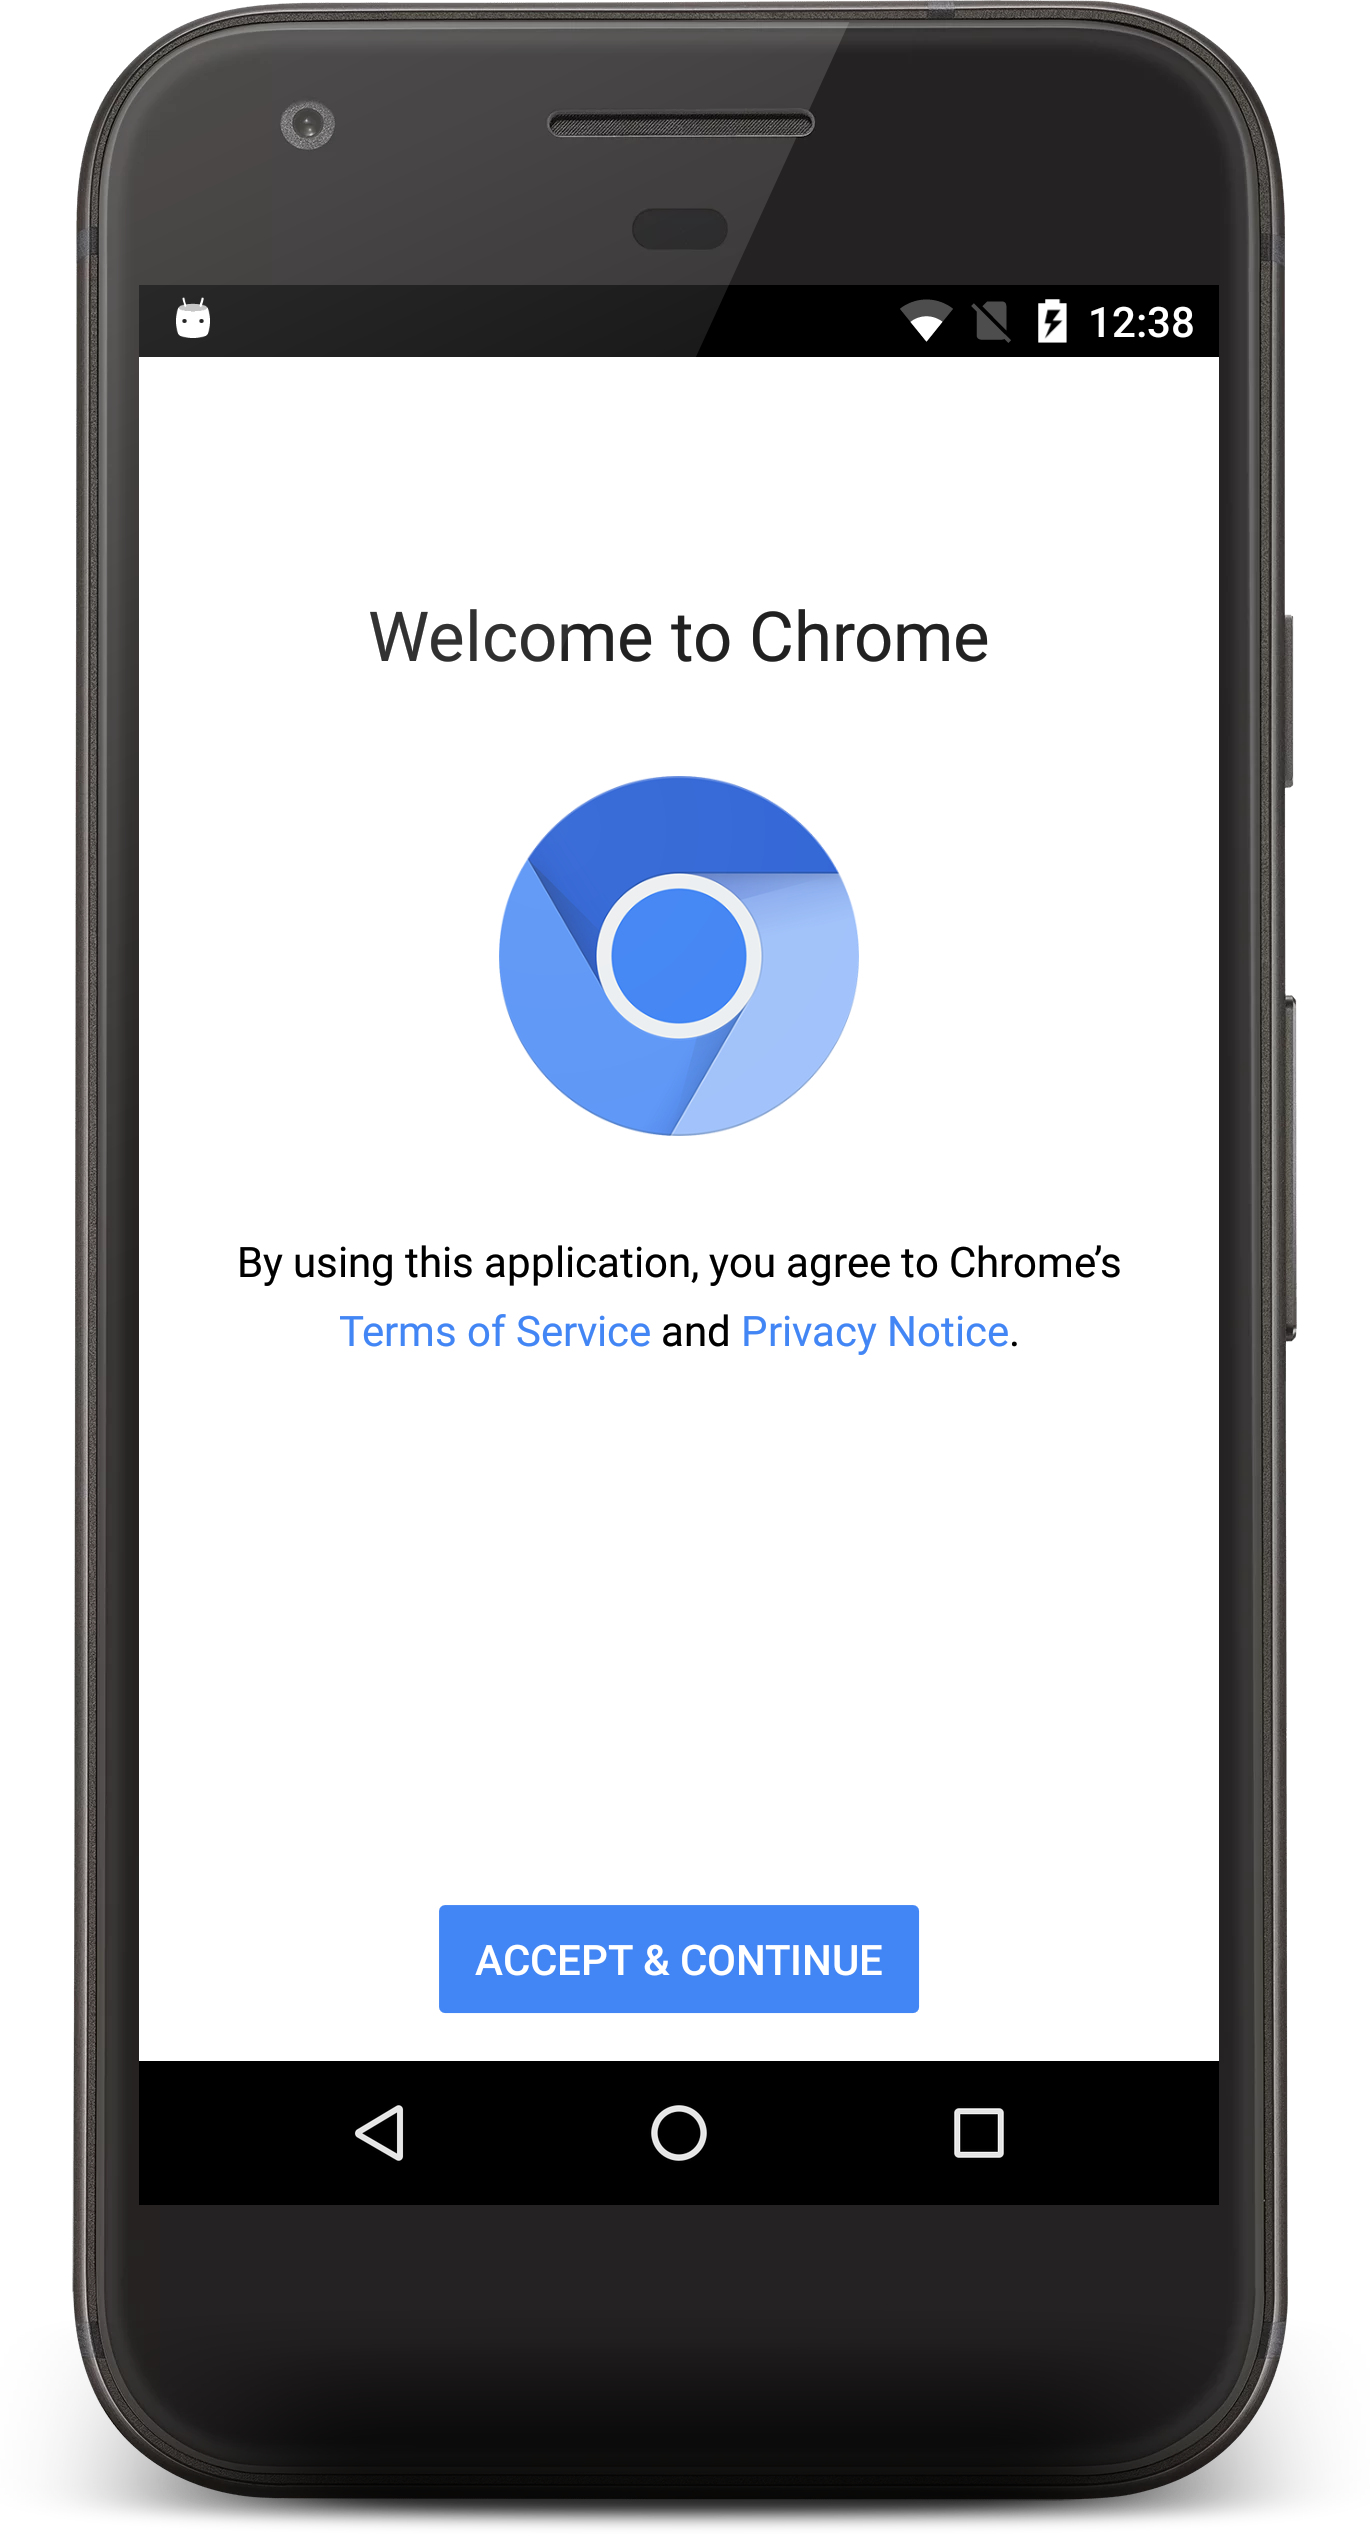 12:38
Welcome to Chrome
By using this application, you agree to Chrome’s
Terms of Service and Privacy Notice.
ACCEPT & CONTINUE